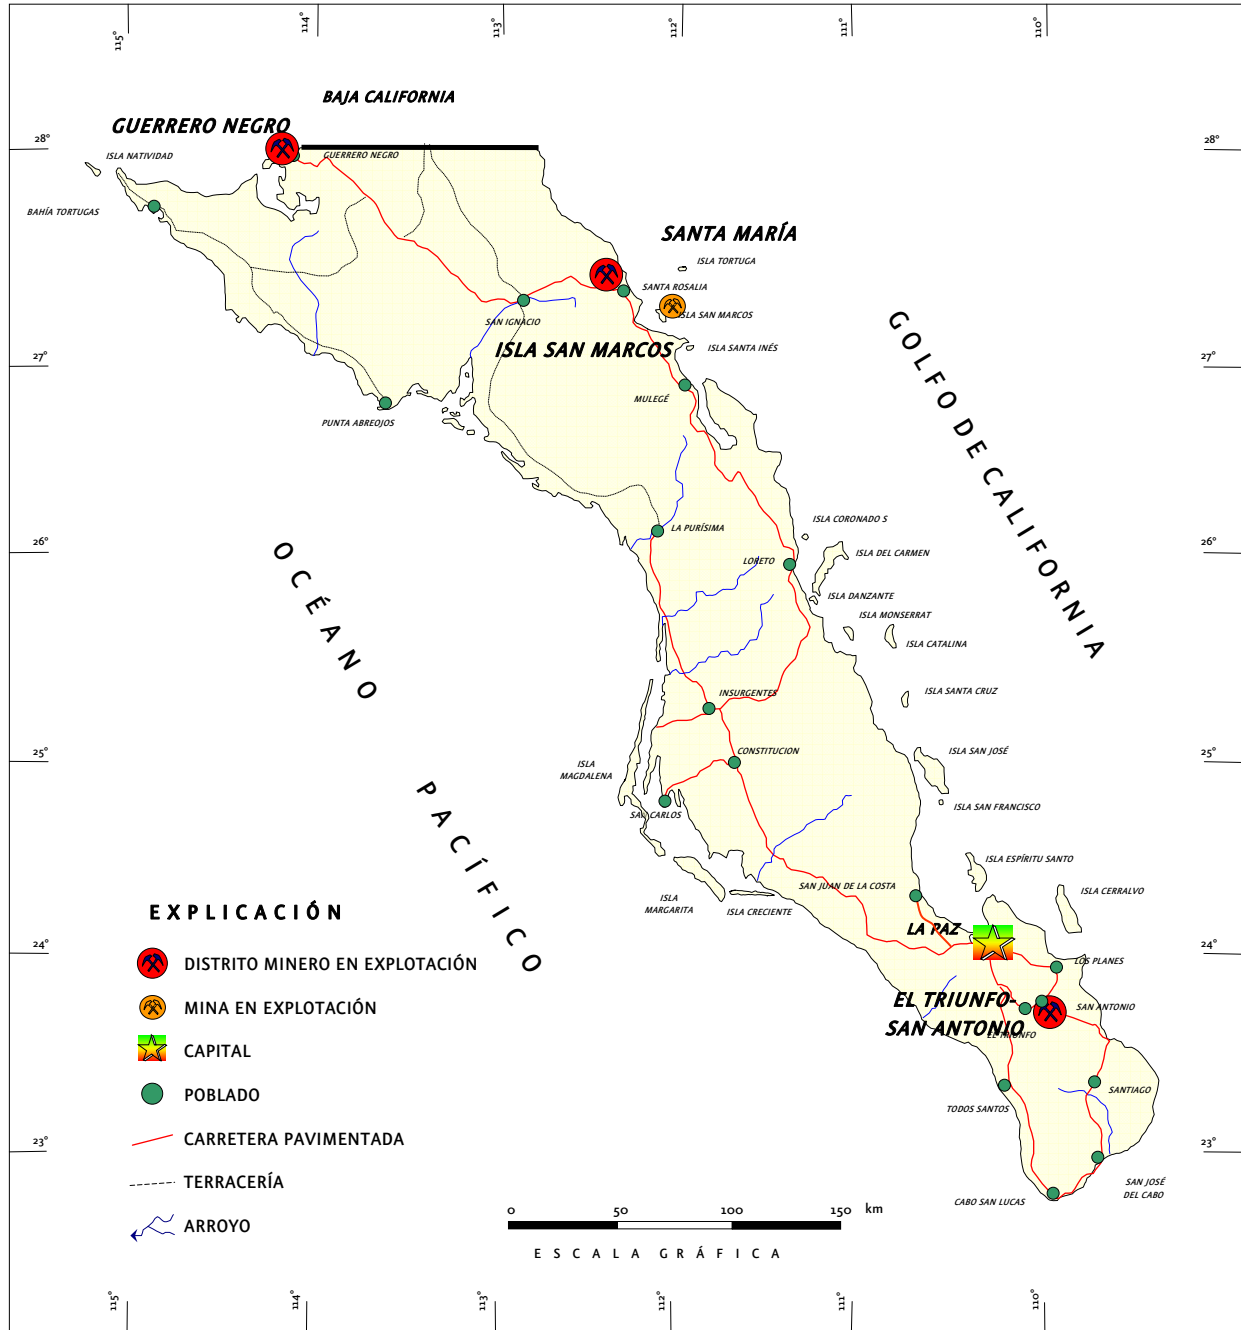 115°
114°
113°
112°
111°
110°
BAJA CALIFORNIA
GUERRERO NEGRO
28°
28°
ISLA NATIVIDAD
GUERRERO NEGRO
BAHÍA TORTUGAS
SANTA MARÍA
ISLA TORTUGA
SANTA ROSALIA
ISLA SAN MARCOS
SAN IGNACIO
ISLA SAN MARCOS
ISLA SANTA INÉS
27°
27°
MULEGÉ
PUNTA ABREOJOS
GOLFO DE CALIFORNIA
ISLA CORONADO S
LA PURÍSIMA
26°
26°
ISLA DEL CARMEN
LORETO
ISLA DANZANTE
ISLA MONSERRAT
ISLA CATALINA
OCÉANO
PACÍFICO
INSURGENTES
ISLA SANTA CRUZ
25°
25°
CONSTITUCION
ISLA SAN JOSÉ
ISLA
MAGDALENA
SAN CARLOS
ISLA SAN FRANCISCO
ISLA ESPÍRITU SANTO
SAN JUAN DE LA COSTA
ISLA CERRALVO
ISLA
MARGARITA
ISLA CRECIENTE
LA PAZ
24°
24°
LOS PLANES
EL TRIUNFO-
SAN ANTONIO
SAN ANTONIO
EL TRIUNFO
SANTIAGO
TODOS SANTOS
23°
23°
SAN JOSÉ
DEL CABO
CABO SAN LUCAS
EXPLICACIÓN
DISTRITO MINERO EN EXPLOTACIÓN
MINA EN EXPLOTACIÓN
CAPITAL
POBLADO
CARRETERA PAVIMENTADA
TERRACERÍA
ARROYO
0 50 100 150 km
ESCALA GRÁFICA
115°
114°
113°
112°
111°
110°